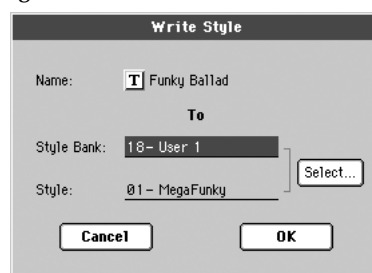 Write Style
Name: T Funky Ballad
To
Style Bank: 18- User 1
Select...
Style: 01- MegaFunky
Cancel OK